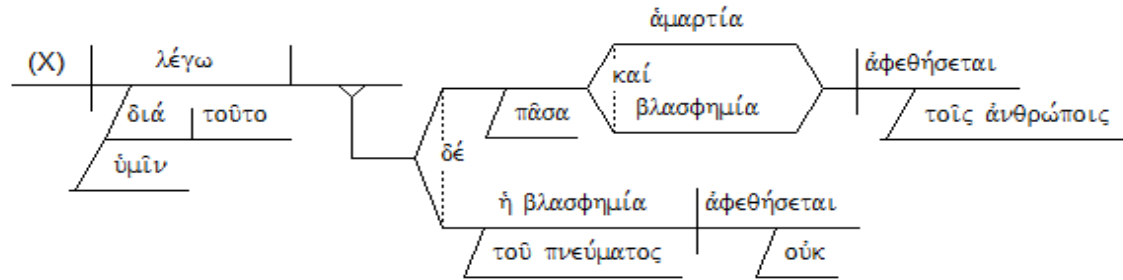 ἁμαρτία
(X) λέγω καί ἀφεθήσεται
διά τοῦτο πᾶσα βλασφημία τοῖς ἀνθρώποις
ὑμῖν δέ
ἡ βλασφημία ἀφεθήσεται
τοῦ πνεύματος οὐκ